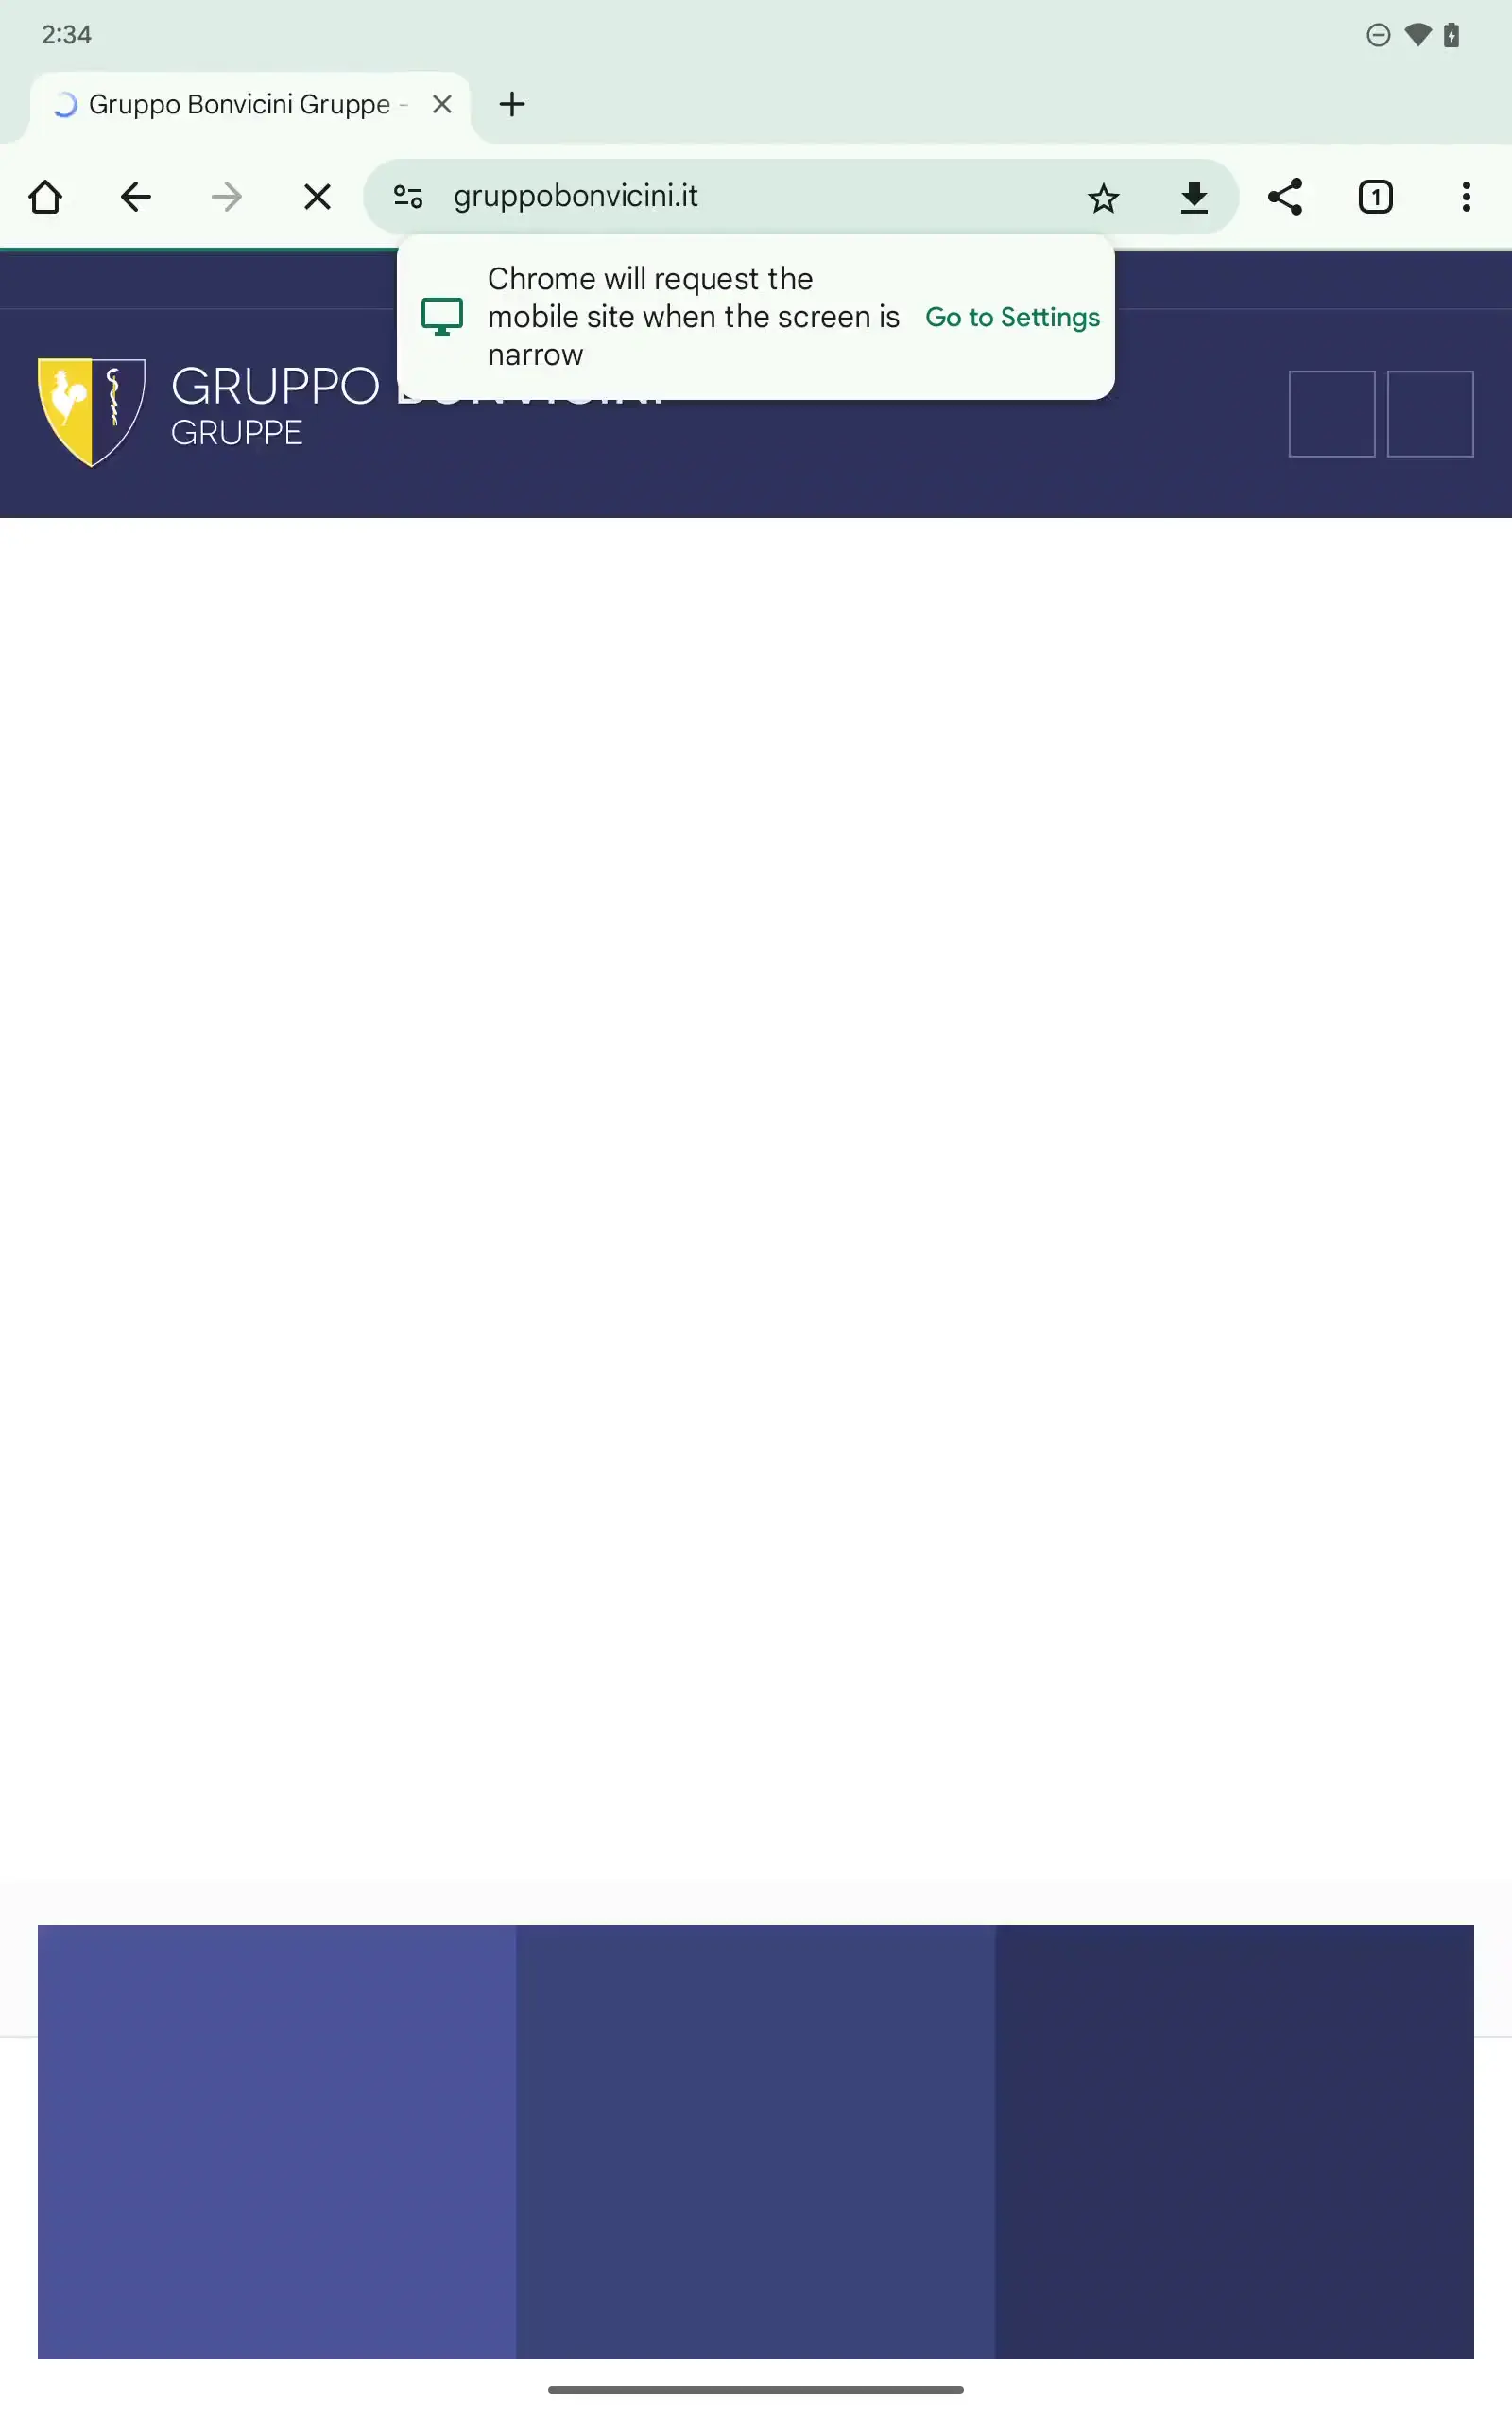 2:34
Gruppo Bonvicini Gruppe -
gruppobonvicini.it
1
Chrome will request the
mobile site when the screen is
narrow
Go to Settings
GRUPPO
GRUPPE